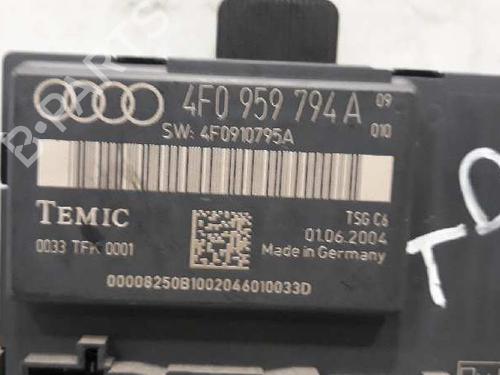 4F0 959 794 A 09
010
SW: 4F0910795A
TEMIC
TSG C6
01.06.2004
0033 TFK 0001
Made in Germany
00008250B1002046010033D
TD
B-PARTS